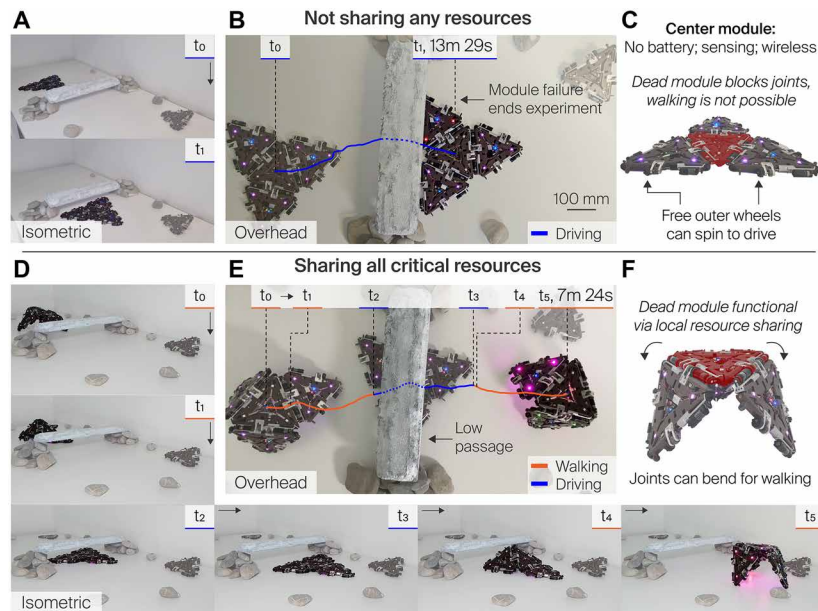 A
t₀
t₁
Isometric
B
Not sharing any resources
t₀
t₁, 13m 29s
Module failure
ends experiment
100 mm
Overhead
Driving
C
Center module:
No battery; sensing; wireless
Dead module blocks joints,
walking is not possible
Free outer wheels
can spin to drive
D
t₀
t₁
t₂
Isometric
E
Sharing all critical resources
t₀
t₁
t₂
t₃
t₄
t₅, 7m 24s
Low
passage
Overhead
Walking
Driving
F
Dead module functional
via local resource sharing
Joints can bend for walking
t₃
t₄
t₅